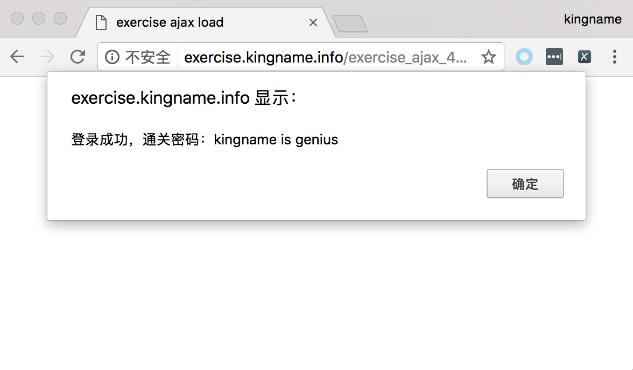 exercise ajax load
kingname
不安全 exercise.kingname.info/exercise_ajax_4...
exercise.kingname.info 显示：
登录成功，通关密码：kingname is genius
确定